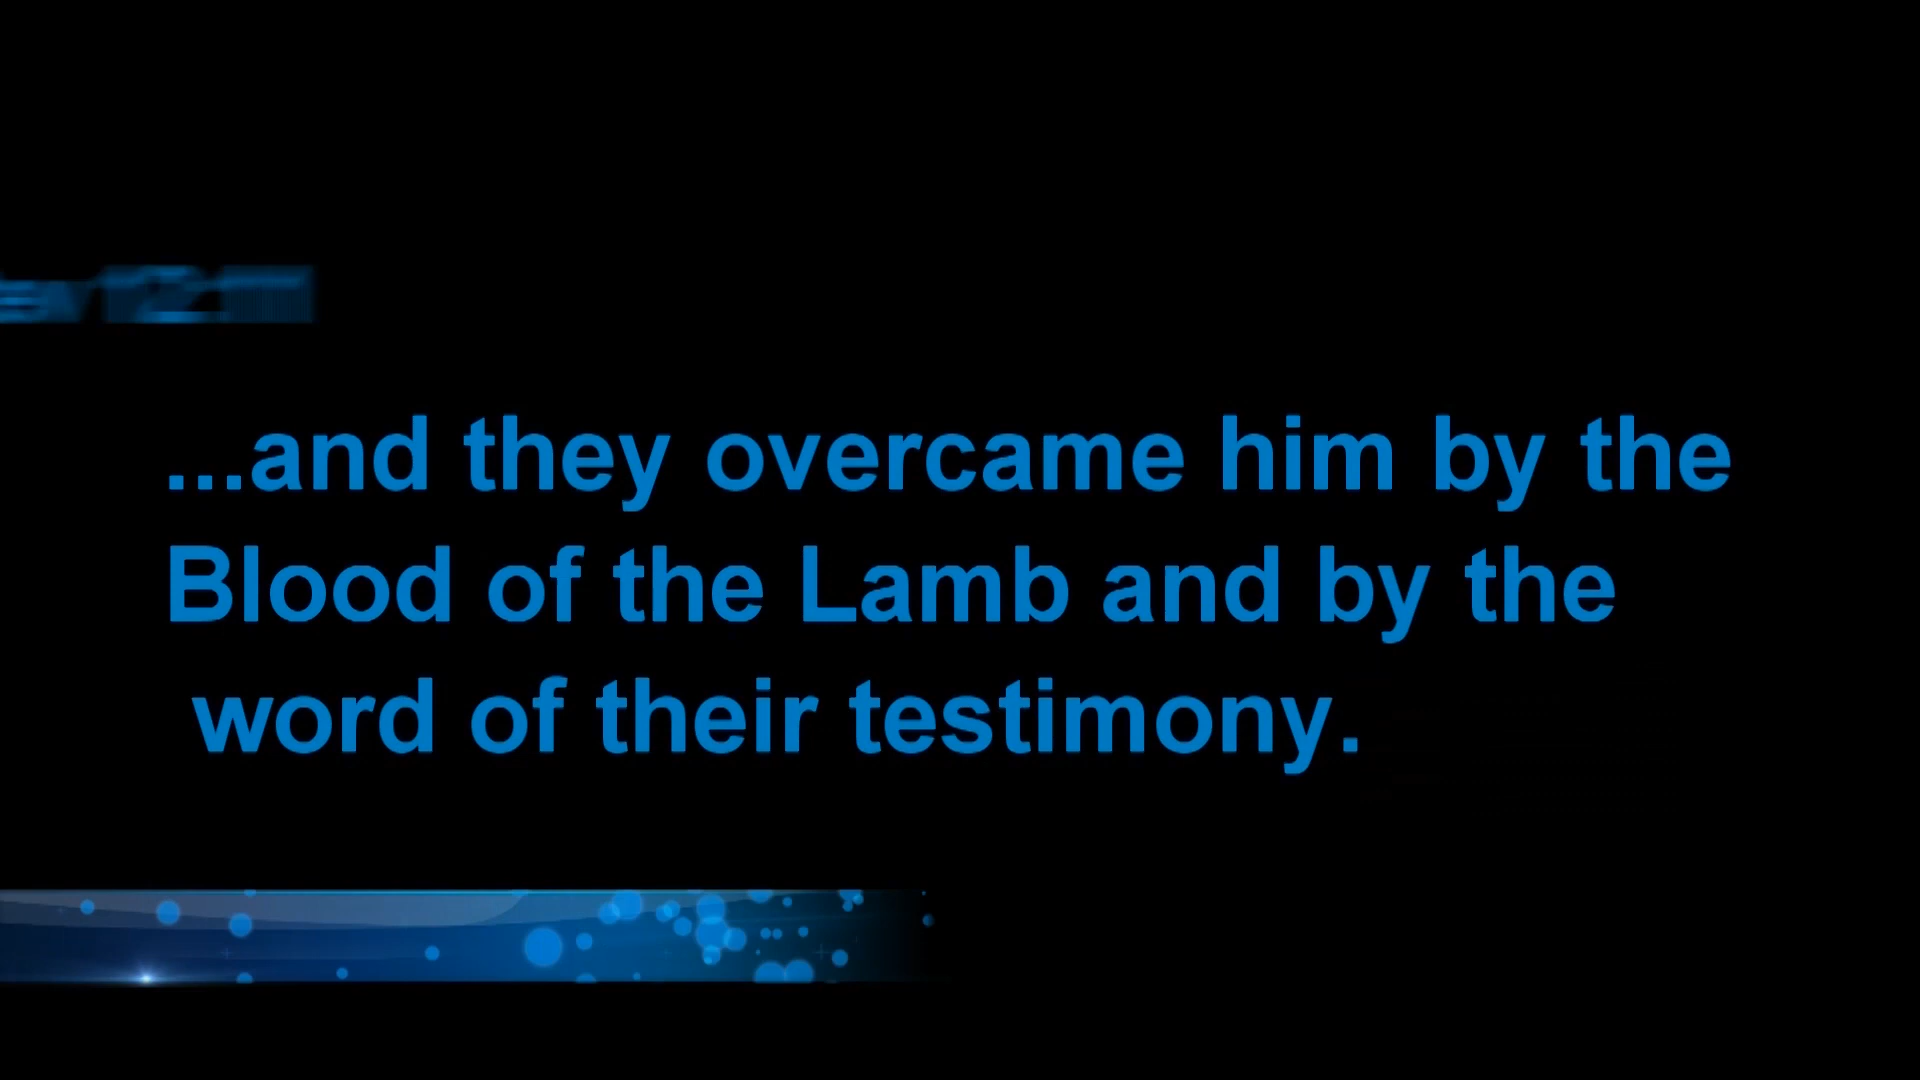 ...and they overcame him by the
Blood of the Lamb and by the
word of their testimony.